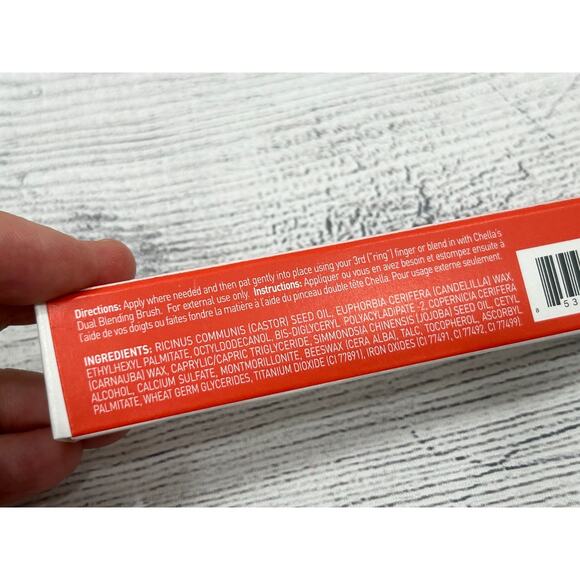 Directions: Apply where needed and then pat gently into place using your 3rd ("ring") finger or blend in with Chella's
Dual Blending Brush. For external use only. Instructions: Appliquer ou vous en avez besoin et estompez ensuite à
l'aide de vos doigts ou faites fondre la matière à l'aide du pinceau double tête Chella. Pour usage externe seulement.
INGREDIENTS: RICINUS COMMUNIS (CASTOR) SEED OIL, EUPHORBIA CERIFERA (CANDELILLA) WAX,
ETHYLHEXYL PALMITATE, OCTYLDODECANOL, BIS-DIGLYCERYL POLYACYLADIPATE-2, COPERNICIA CERIFERA
(CARNAUBA) WAX, CAPRYLIC/CAPRIC TRIGLYCERIDE, SIMMONDSIA CHINENSIS (JOJOBA) SEED OIL, CETYL
ALCOHOL, CALCIUM SULFATE, MONTMORILLONITE, BEESWAX (CERA ALBA), TALC, TOCOPHEROL, ASCORBYL
PALMITATE, WHEAT GERM GLYCERIDES, TITANIUM DIOXIDE (CI 77891), IRON OXIDES (CI 77491, CI 77492, CI 77499).
8 53